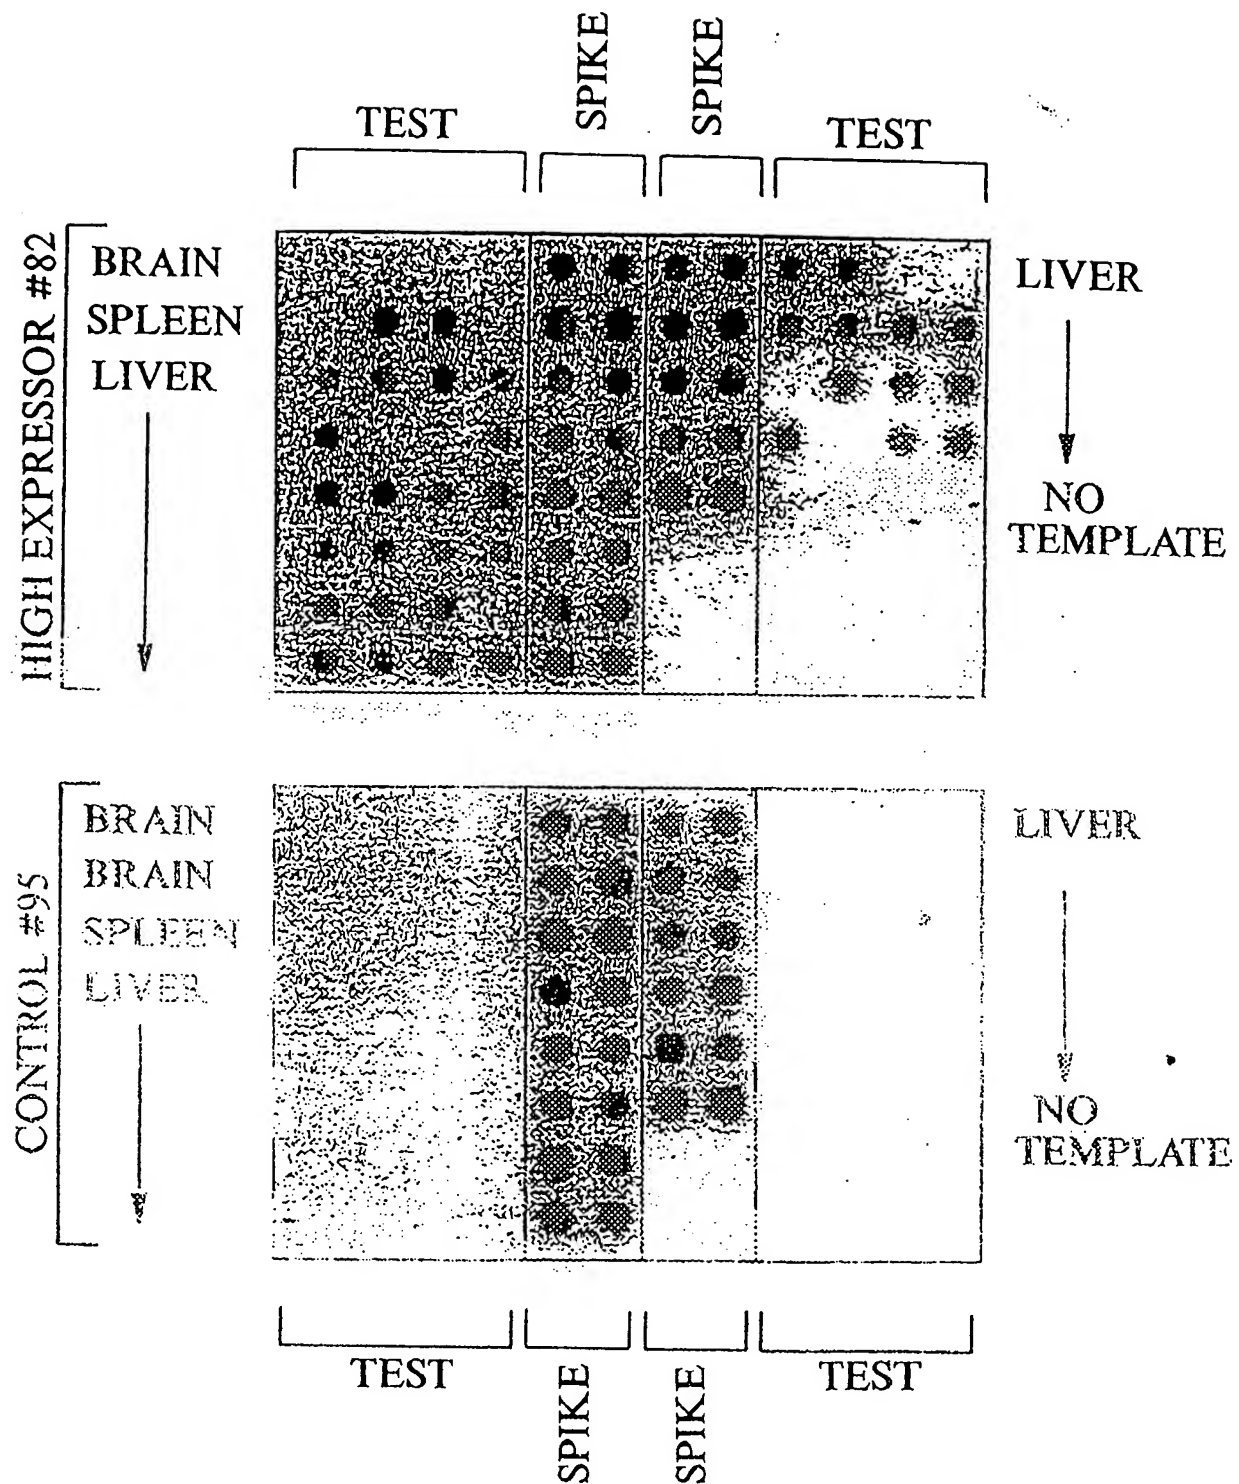 SPIKE
SPIKE
TEST
TEST
HIGH EXPRESSOR #82
BRAIN
SPLEEN
LIVER
LIVER
NO
TEMPLATE
CONTROL #95
BRAIN
BRAIN
SPLEEN
LIVER
LIVER
NO
TEMPLATE
TEST
SPIKE
SPIKE
TEST